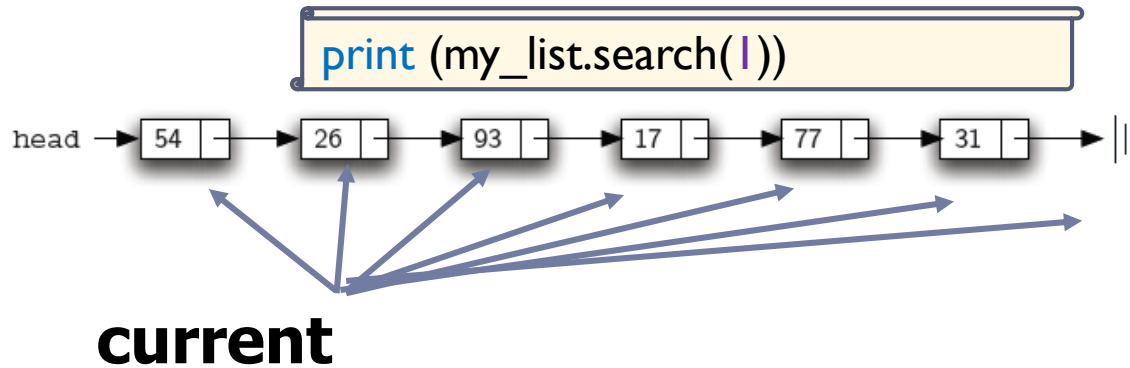 print (my_list.search(1))
head 54 26 93 17 77 31
current